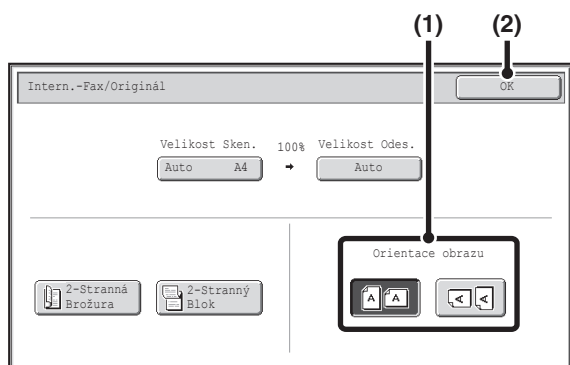 (1) (2)
Intern.-Fax/Originál OK
Velikost Sken. 100% Velikost Odes.
Auto A4 Auto
Orientace obrazu
2-Stranná 2-Stranný
Brožura Blok
A A A A